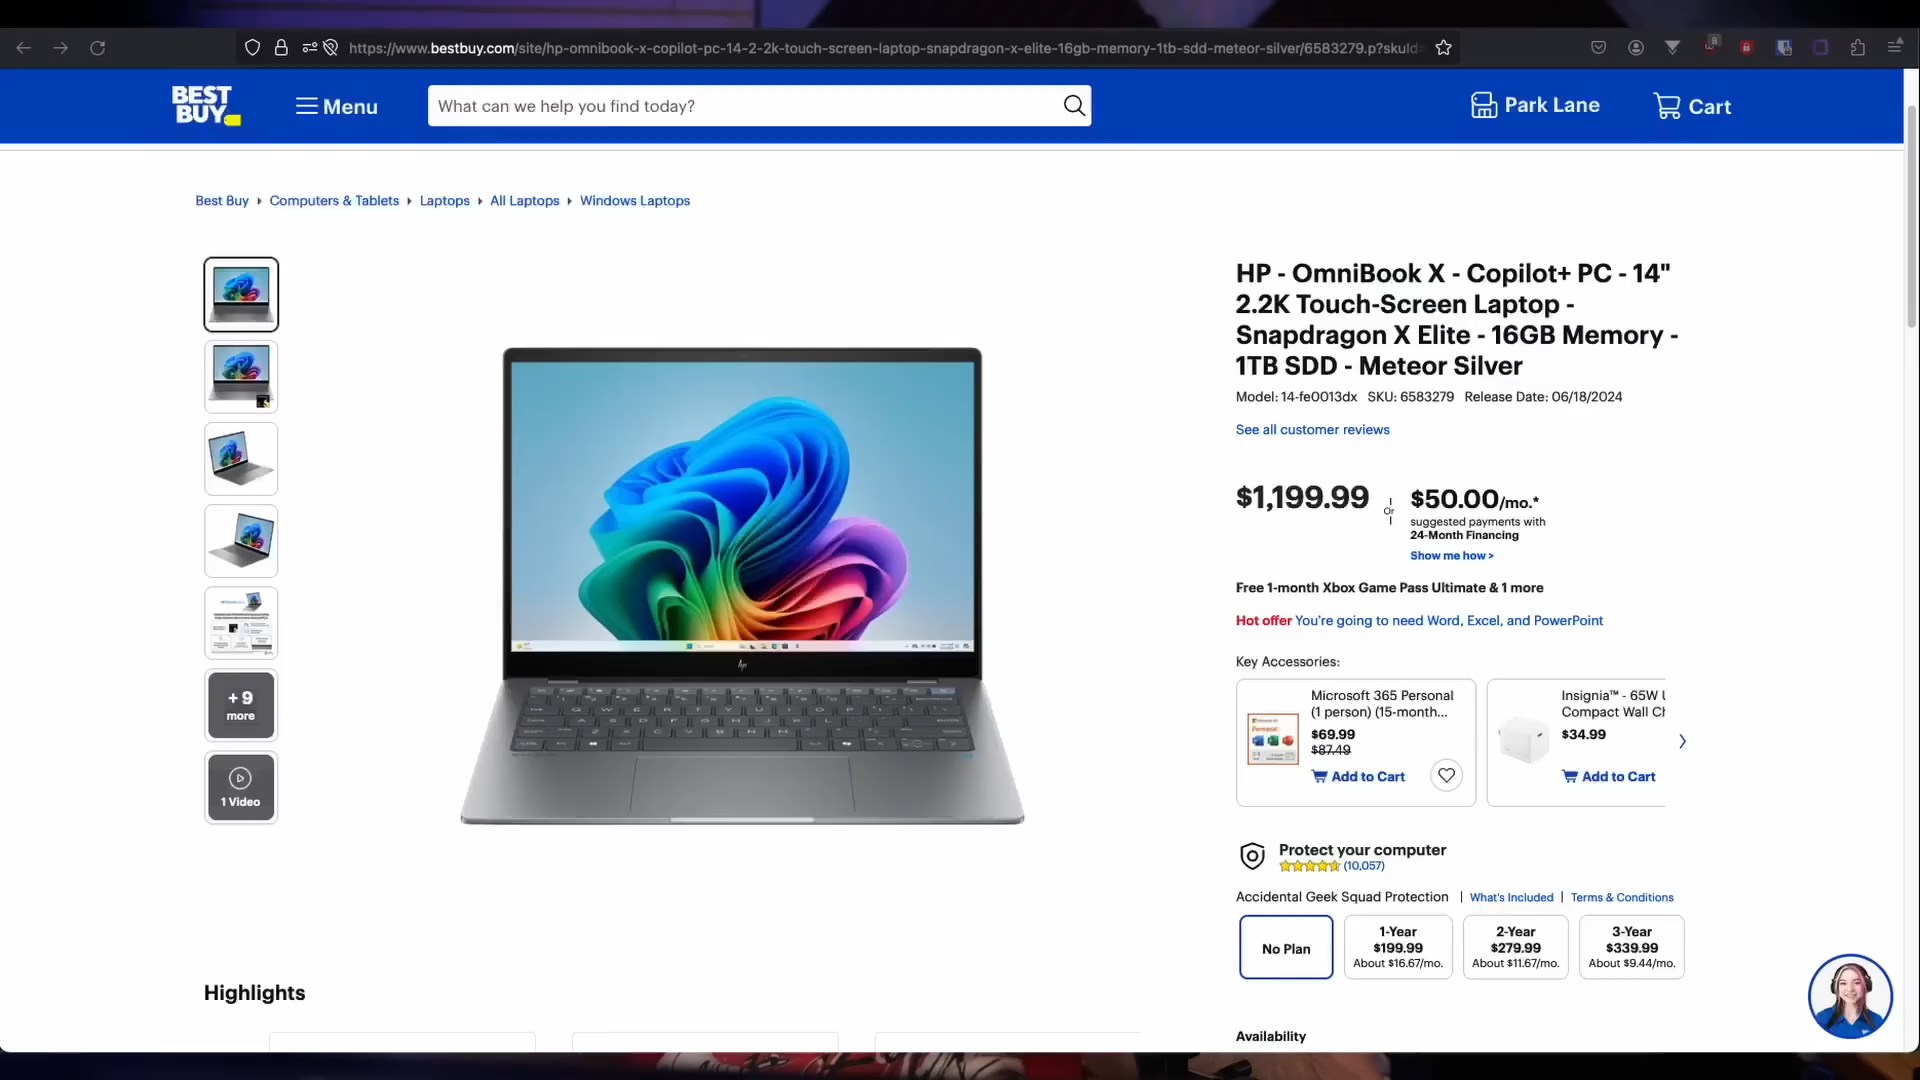 https://www.bestbuy.com/site/hp-omnibook-x-copilot-pc-14-2-2k-touch-screen-laptop-snapdragon-x-elite-16gb-memory-1tb-sdd-meteor-silver/6583279.p?skuId=
8
BEST BUY
Menu
What can we help you find today?
Park Lane
Cart
Best Buy
Computers & Tablets
Laptops
All Laptops
Windows Laptops
HP - OmniBook X - Copilot+ PC - 14"
2.2K Touch-Screen Laptop -
Snapdragon X Elite - 16GB Memory -
1TB SDD - Meteor Silver
Model: 14-fe0013dx SKU: 6583279 Release Date: 06/18/2024
See all customer reviews
$1,199.99
Or
$50.00/mo.*
suggested payments with
24-Month Financing
Show me how >
Free 1-month Xbox Game Pass Ultimate & 1 more
Hot offer You're going to need Word, Excel, and PowerPoint
Key Accessories:
Microsoft 365 Personal
(1 person) (15-month...
$69.99
$87.49
Add to Cart
Insignia™ - 65W
Compact Wall
$34.99
Add to Cart
+ 9
more
1 Video
hp
Protect your computer
(10,057)
Accidental Geek Squad Protection | What's Included | Terms & Conditions
No Plan
1-Year
$199.99
About $16.67/mo.
2-Year
$279.99
About $11.67/mo.
3-Year
$339.99
About $9.44/mo.
Highlights
Availability